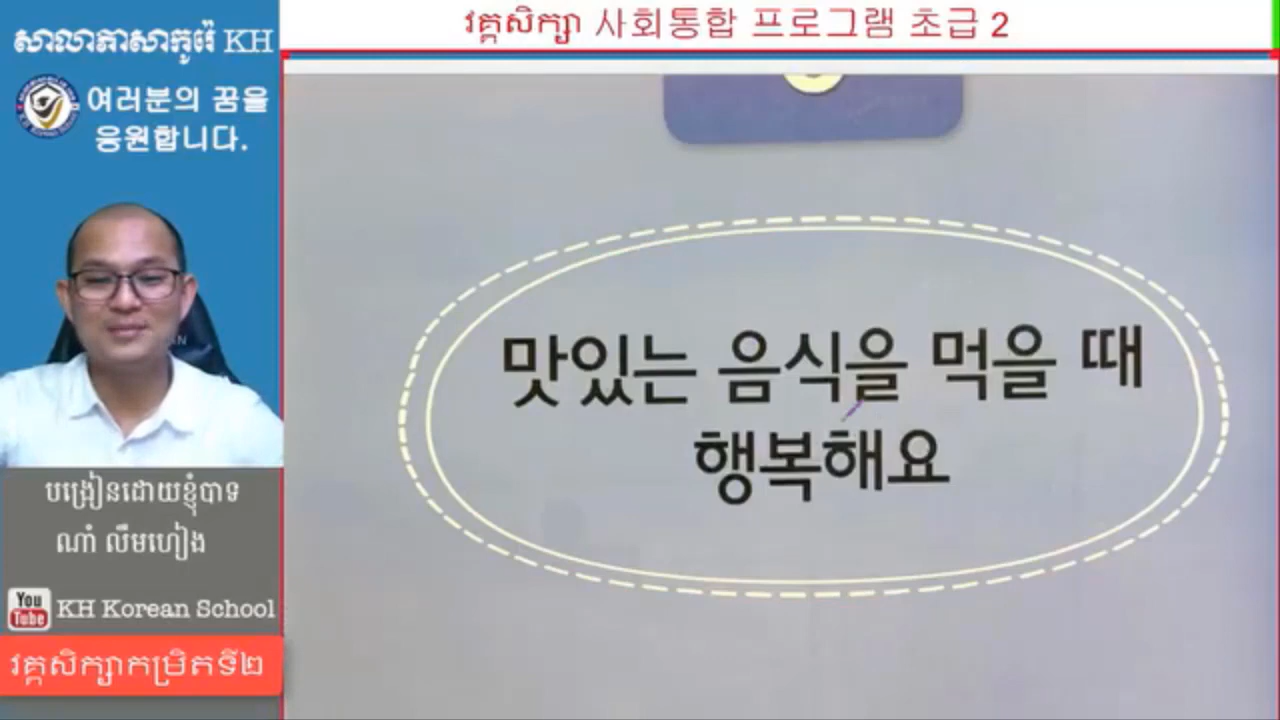 សាលាភាសាកូរ៉េ KH
여러분의 꿈을
응원합니다.
បង្រៀនដោយខ្ញុំបាទ
ណាំ លឹមហៀង
You
Tube
KH Korean School
វគ្គសិក្សាកម្រិតទី២
វគ្គសិក្សា 사회통합 프로그램 초급 2
맛있는 음식을 먹을 때
행복해요